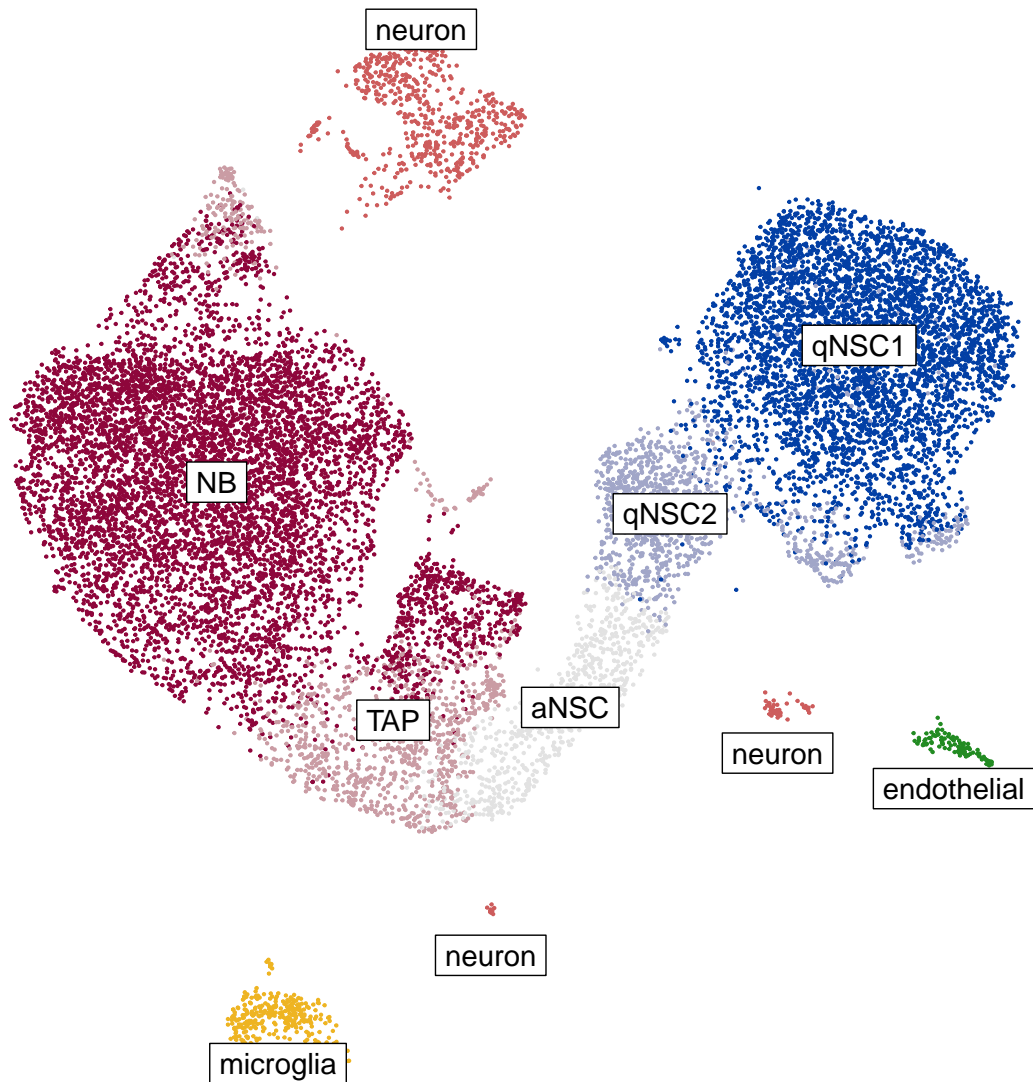 neuron
qNSC1
NB
qNSC2
TAP
aNSC
neuron
endothelial
neuron
microglia